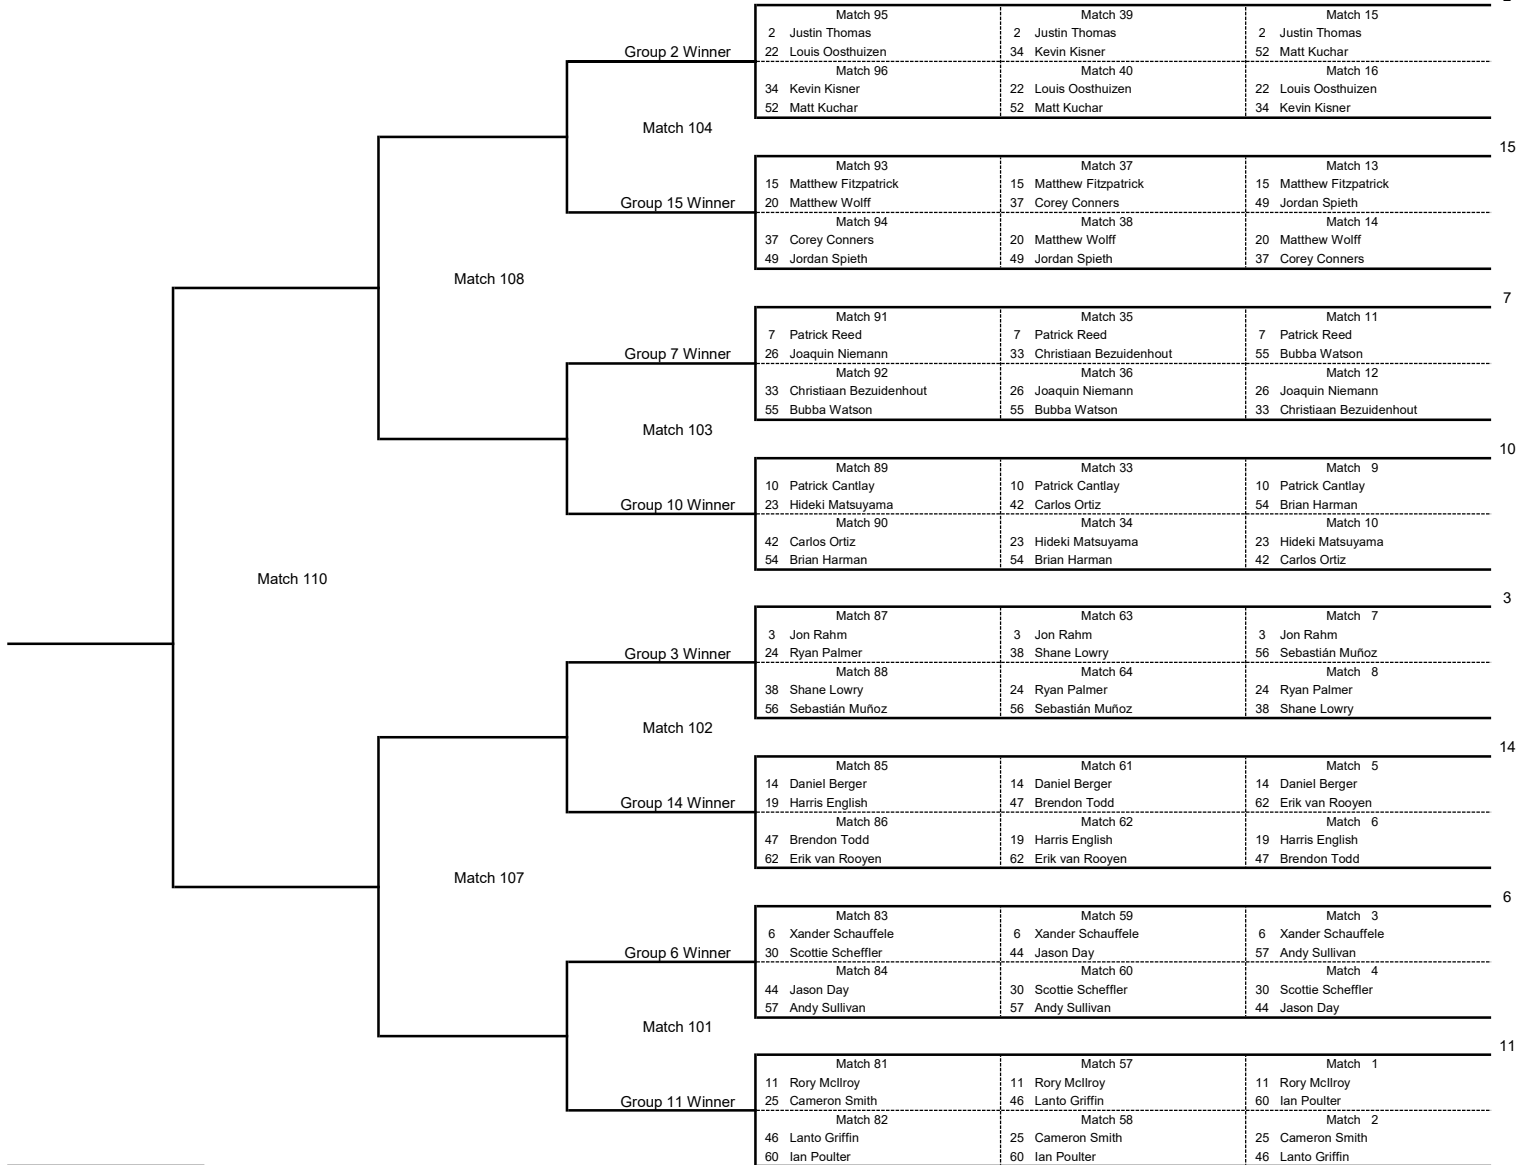 Match 95 Match 39 Match 15
2 Justin Thomas 2 Justin Thomas 2 Justin Thomas
Group 2 Winner 22 Louis Oosthuizen 34 Kevin Kisner 52 Matt Kuchar
Match 96 Match 40 Match 16
34 Kevin Kisner 22 Louis Oosthuizen 22 Louis Oosthuizen
52 Matt Kuchar 52 Matt Kuchar 34 Kevin Kisner
Match 104
15
Match 93 Match 37 Match 13
15 Matthew Fitzpatrick 15 Matthew Fitzpatrick 15 Matthew Fitzpatrick
Group 15 Winner 20 Matthew Wolff 37 Corey Conners 49 Jordan Spieth
Match 94 Match 38 Match 14
37 Corey Conners 20 Matthew Wolff 20 Matthew Wolff
49 Jordan Spieth 49 Jordan Spieth 37 Corey Conners
Match 108
7
Match 91 Match 35 Match 11
7 Patrick Reed 7 Patrick Reed 7 Patrick Reed
Group 7 Winner 26 Joaquin Niemann 33 Christiaan Bezuidenhout 55 Bubba Watson
Match 92 Match 36 Match 12
33 Christiaan Bezuidenhout 26 Joaquin Niemann 26 Joaquin Niemann
55 Bubba Watson 55 Bubba Watson 33 Christiaan Bezuidenhout
Match 103
10
Match 89 Match 33 Match 9
10 Patrick Cantlay 10 Patrick Cantlay 10 Patrick Cantlay
Group 10 Winner 23 Hideki Matsuyama 42 Carlos Ortiz 54 Brian Harman
Match 90 Match 34 Match 10
42 Carlos Ortiz 23 Hideki Matsuyama 23 Hideki Matsuyama
54 Brian Harman 54 Brian Harman 42 Carlos Ortiz
Match 110
3
Match 87 Match 63 Match 7
3 Jon Rahm 3 Jon Rahm 3 Jon Rahm
Group 3 Winner 24 Ryan Palmer 38 Shane Lowry 56 Sebastián Muñoz
Match 88 Match 64 Match 8
38 Shane Lowry 24 Ryan Palmer 24 Ryan Palmer
56 Sebastián Muñoz 56 Sebastián Muñoz 38 Shane Lowry
Match 102
14
Match 85 Match 61 Match 5
14 Daniel Berger 14 Daniel Berger 14 Daniel Berger
Group 14 Winner 19 Harris English 47 Brendon Todd 62 Erik van Rooyen
Match 86 Match 62 Match 6
47 Brendon Todd 19 Harris English 19 Harris English
62 Erik van Rooyen 62 Erik van Rooyen 47 Brendon Todd
Match 107
6
Match 83 Match 59 Match 3
6 Xander Schauffele 6 Xander Schauffele 6 Xander Schauffele
Group 6 Winner 30 Scottie Scheffler 44 Jason Day 57 Andy Sullivan
Match 84 Match 60 Match 4
44 Jason Day 30 Scottie Scheffler 30 Scottie Scheffler
57 Andy Sullivan 57 Andy Sullivan 44 Jason Day
Match 101
11
Match 81 Match 57 Match 1
11 Rory McIlroy 11 Rory McIlroy 11 Rory McIlroy
Group 11 Winner 25 Cameron Smith 46 Lanto Griffin 60 Ian Poulter
Match 82 Match 58 Match 2
46 Lanto Griffin 25 Cameron Smith 25 Cameron Smith
60 Ian Poulter 60 Ian Poulter 46 Lanto Griffin